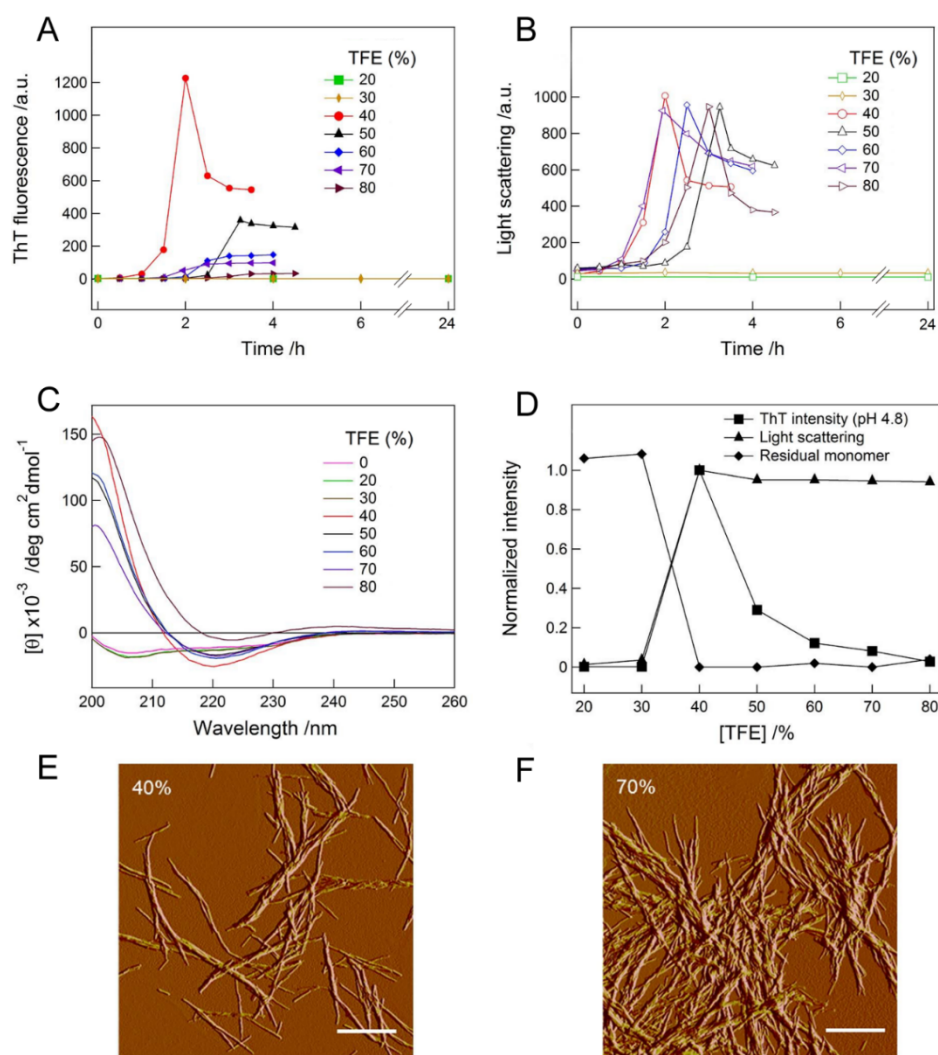 A
TFE (%)
20
30
40
50
60
70
80
ThT fluorescence /a.u.
1200
1000
800
600
400
200
0
0 2 4 6 24
Time /h
B
TFE (%)
20
30
40
50
60
70
80
Light scattering /a.u.
1000
800
600
400
200
0
0 2 4 6 24
Time /h
C
TFE (%)
0
20
30
40
50
60
70
80
[θ] x10⁻³ /deg cm² dmol⁻¹
150
100
50
0
200 210 220 230 240 250 260
Wavelength /nm
D
ThT intensity (pH 4.8)
Light scattering
Residual monomer
Normalized intensity
1.0
0.8
0.6
0.4
0.2
0
20 30 40 50 60 70 80
[TFE] /%
E
40%
F
70%